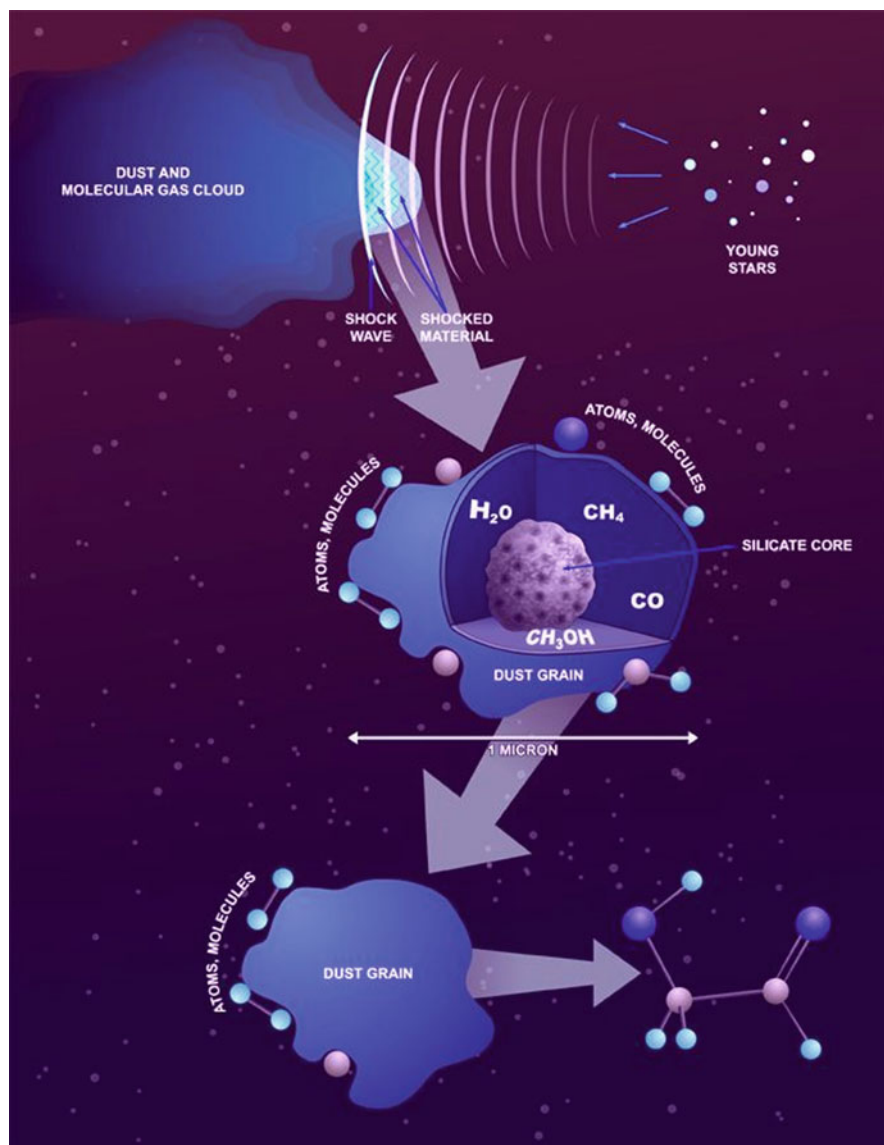 DUST AND
MOLECULAR GAS CLOUD
YOUNG
STARS
SHOCK
WAVE
SHOCKED
MATERIAL
ATOMS, MOLECULES
ATOMS, MOLECULES
H₂O
CH₄
SILICATE CORE
CO
CH₃OH
DUST GRAIN
1 MICRON
ATOMS, MOLECULES
DUST GRAIN